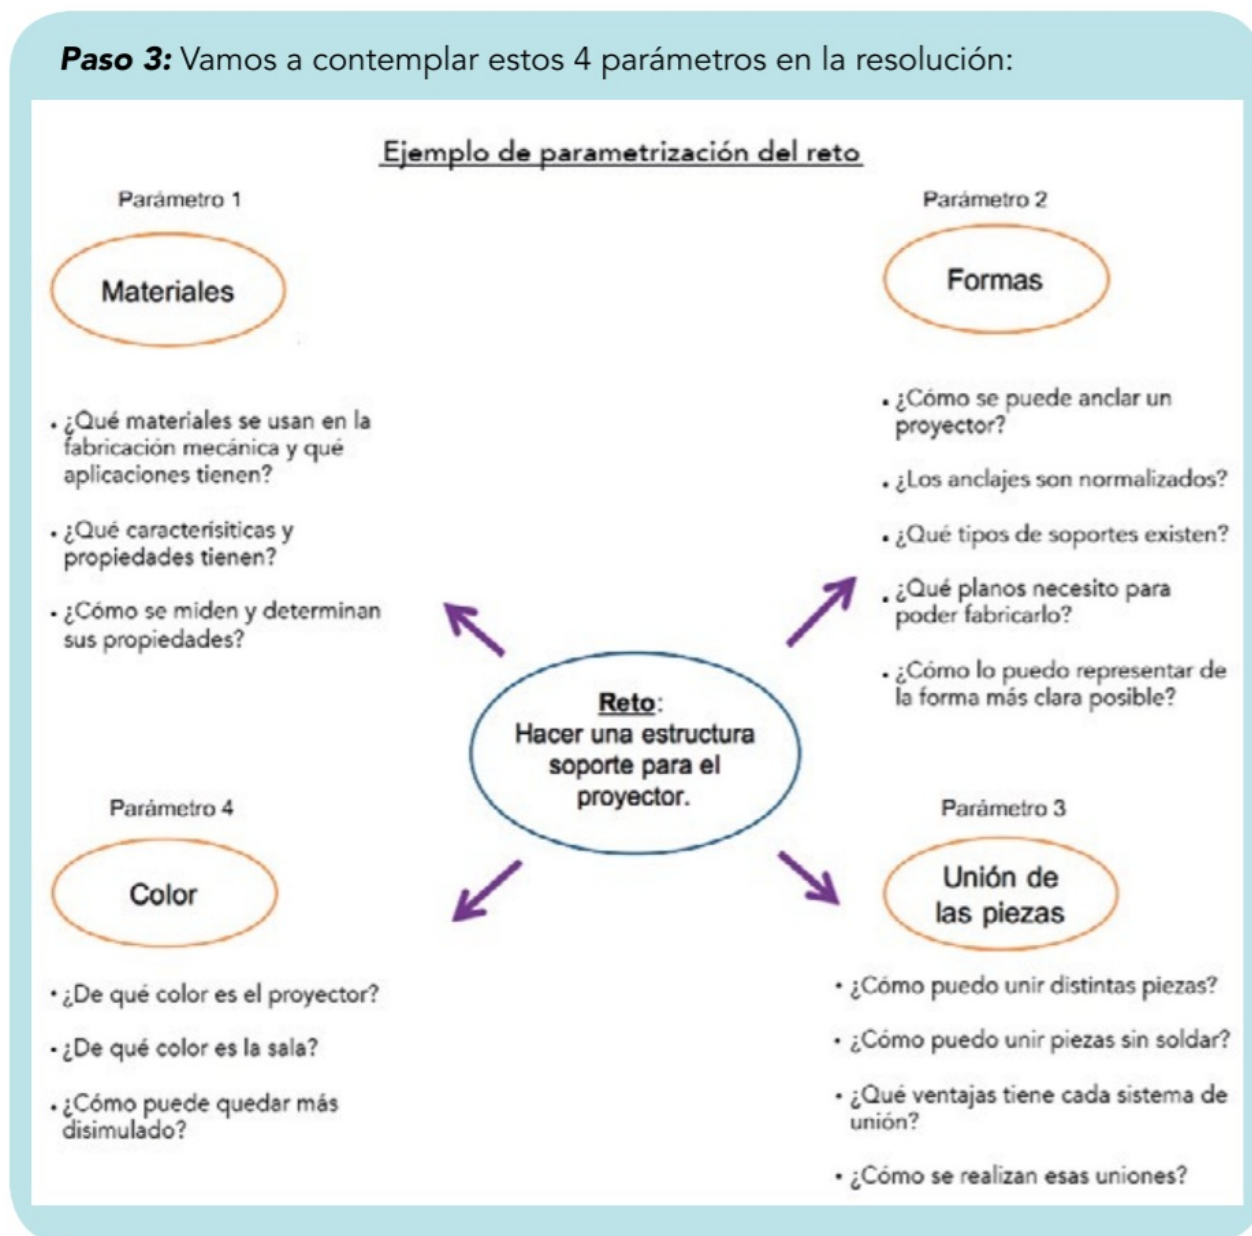 Paso 3: Vamos a contemplar estos 4 parámetros en la resolución:
Ejemplo de parametrización del reto
Parámetro 1
Materiales
• ¿Qué materiales se usan en la
fabricación mecánica y qué
aplicaciones tienen?
• ¿Qué caracterísiticas y
propiedades tienen?
• ¿Cómo se miden y determinan
sus propiedades?
Parámetro 2
Formas
• ¿Cómo se puede anclar un
proyector?
• ¿Los anclajes son normalizados?
• ¿Qué tipos de soportes existen?
• ¿Qué planos necesito para
poder fabricarlo?
• ¿Cómo lo puedo representar de
la forma más clara posible?
Reto:
Hacer una estructura
soporte para el
proyector.
Parámetro 4
Color
• ¿De qué color es el proyector?
• ¿De qué color es la sala?
• ¿Cómo puede quedar más
disimulado?
Parámetro 3
Unión de
las piezas
• ¿Cómo puedo unir distintas piezas?
• ¿Cómo puedo unir piezas sin soldar?
• ¿Qué ventajas tiene cada sistema de
unión?
• ¿Cómo se realizan esas uniones?